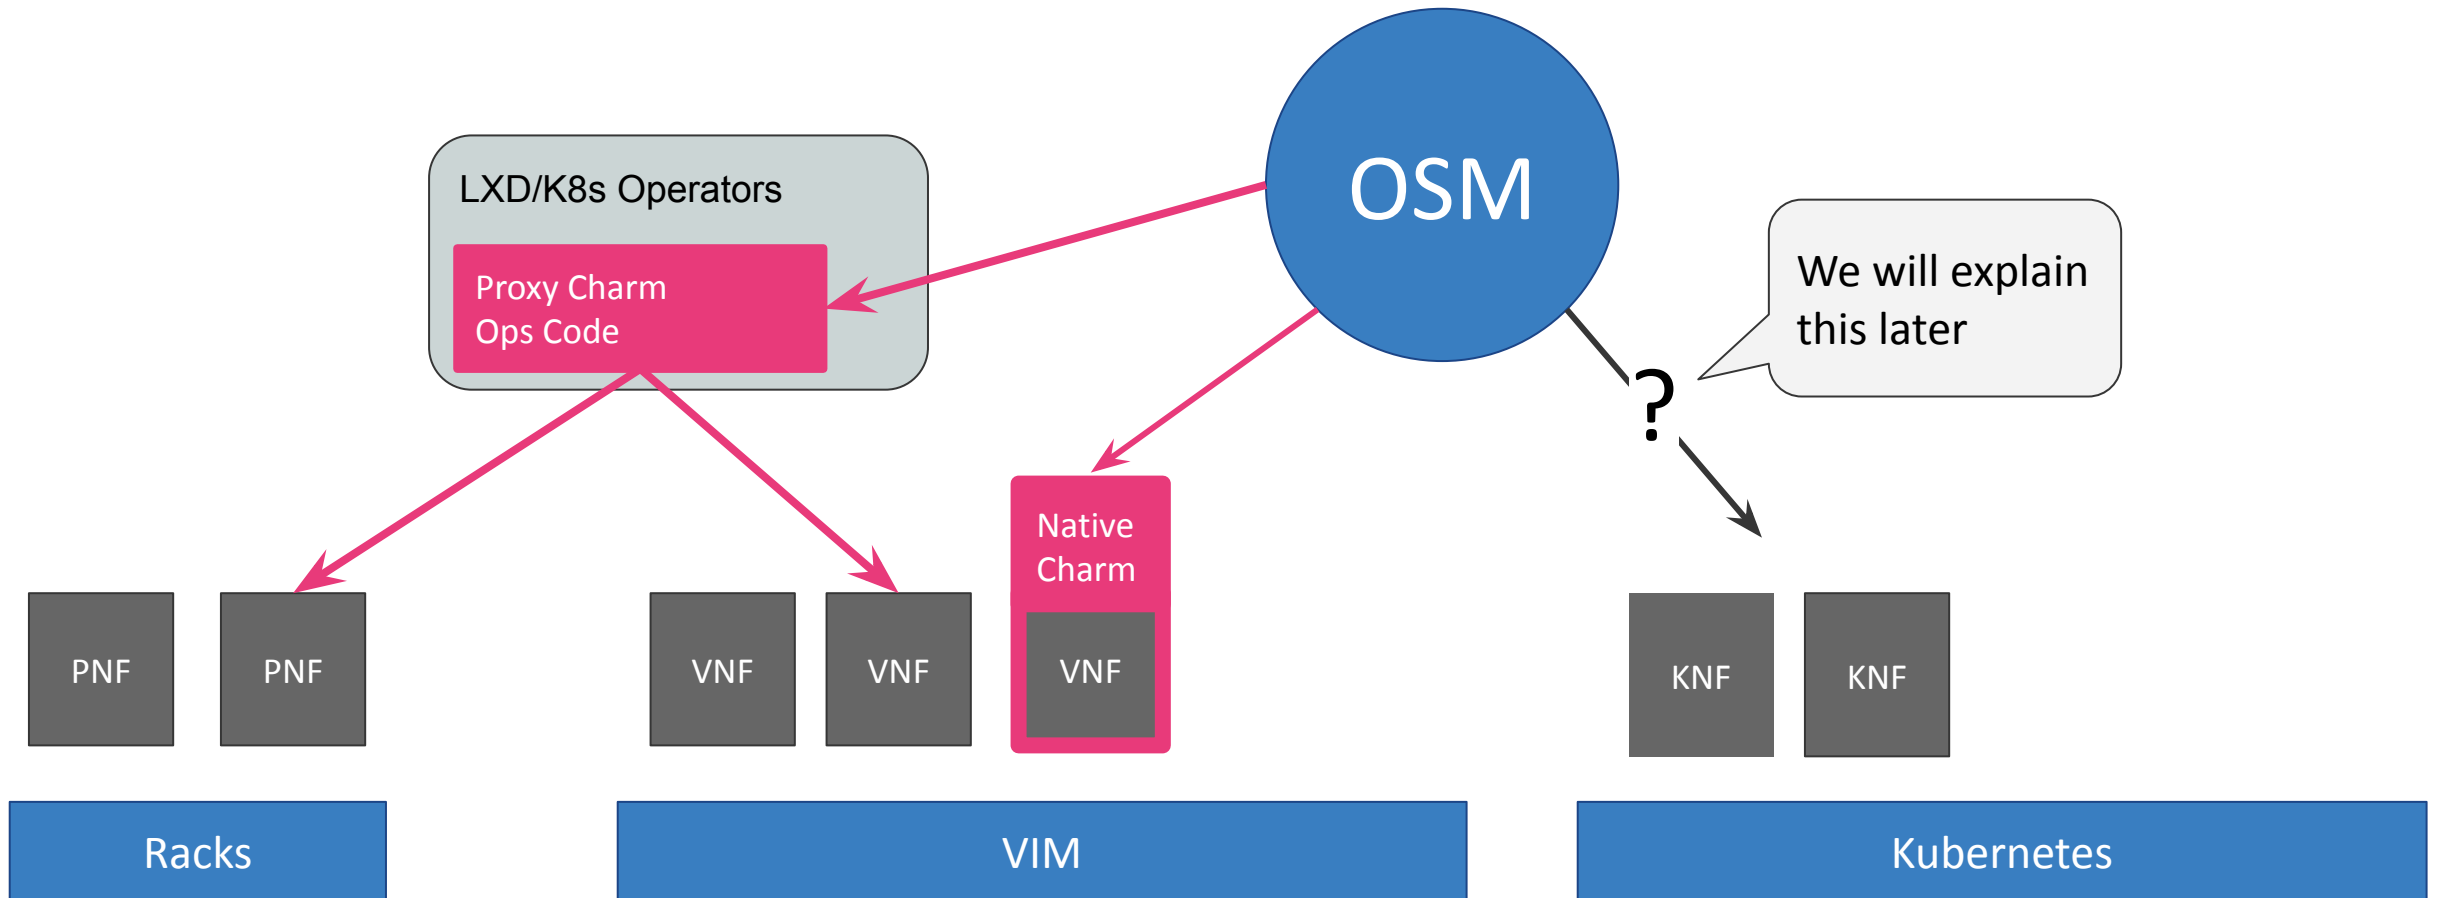 OSM
LXD/K8s Operators
Proxy Charm
Ops Code
We will explain
this later
?
Native
Charm
PNF
PNF
VNF
VNF
VNF
KNF
KNF
Racks
VIM
Kubernetes